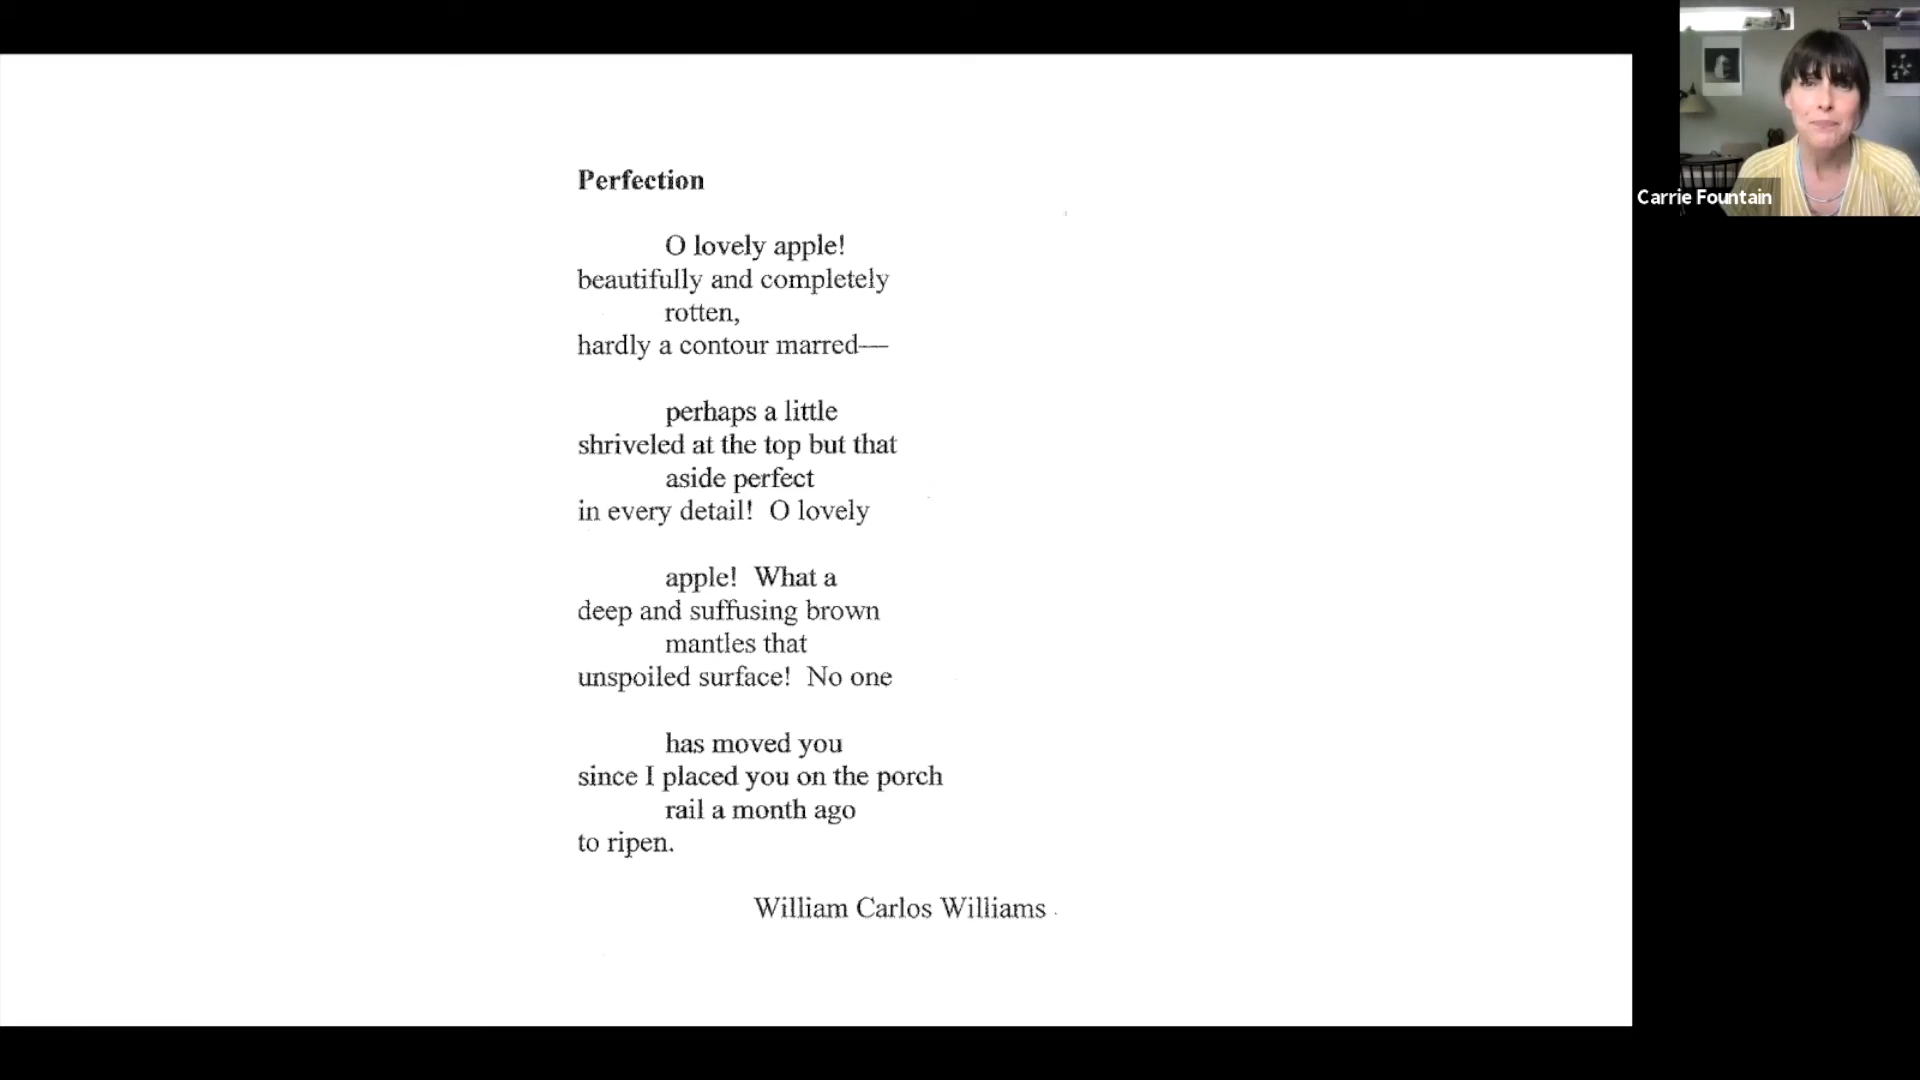 Perfection
O lovely apple!
beautifully and completely
rotten,
hardly a contour marred—
perhaps a little
shriveled at the top but that
aside perfect
in every detail! O lovely
apple! What a
deep and suffusing brown
mantles that
unspoiled surface! No one
has moved you
since I placed you on the porch
rail a month ago
to ripen.
William Carlos Williams
Carrie Fountain